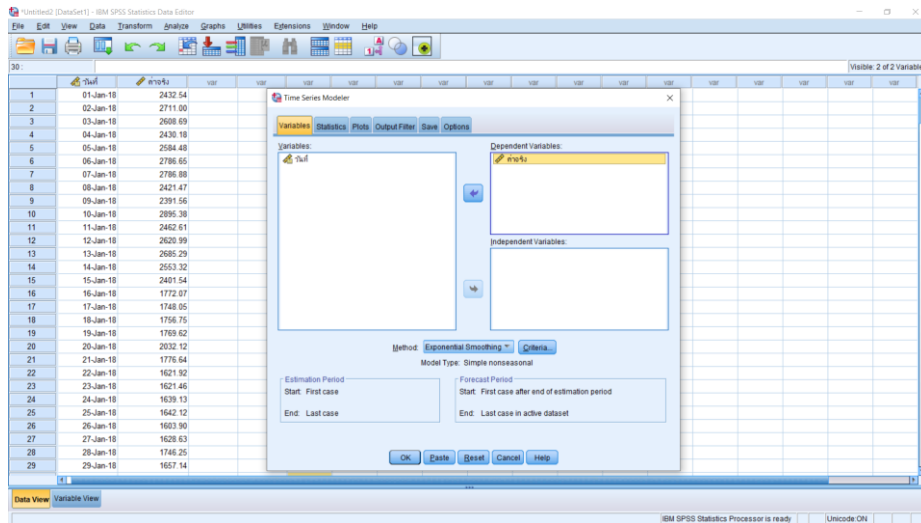 *Untitled2 [DataSet1] - IBM SPSS Statistics Data Editor
File Edit View Data Transform Analyze Graphs Utilities Extensions Window Help
30 :
Visible: 2 of 2 Variable
วันที่ ค่าจริง var var var var var var var var var var var var var var var var
1 01-Jan-18 2432.54
2 02-Jan-18 2711.00
3 03-Jan-18 2608.69
4 04-Jan-18 2430.18
5 05-Jan-18 2584.48
6 06-Jan-18 2786.65
7 07-Jan-18 2786.88
8 08-Jan-18 2421.47
9 09-Jan-18 2391.56
10 10-Jan-18 2895.38
11 11-Jan-18 2462.61
12 12-Jan-18 2620.99
13 13-Jan-18 2685.29
14 14-Jan-18 2553.32
15 15-Jan-18 2401.54
16 16-Jan-18 1772.07
17 17-Jan-18 1748.05
18 18-Jan-18 1756.75
19 19-Jan-18 1769.62
20 20-Jan-18 2032.12
21 21-Jan-18 1776.64
22 22-Jan-18 1621.92
23 23-Jan-18 1621.46
24 24-Jan-18 1639.13
25 25-Jan-18 1642.12
26 26-Jan-18 1603.90
27 27-Jan-18 1628.63
28 28-Jan-18 1746.25
29 29-Jan-18 1657.14
Time Series Modeler
Variables Statistics Plots Output Filter Save Options
Variables:
วันที่
Dependent Variables:
ค่าจริง
Independent Variables:
Method: Exponential Smoothing Criteria...
Model Type: Simple nonseasonal
Estimation Period
Start: First case
End: Last case
Forecast Period
Start: First case after end of estimation period
End: Last case in active dataset
OK Paste Reset Cancel Help
Data View Variable View
IBM SPSS Statistics Processor is ready Unicode:ON